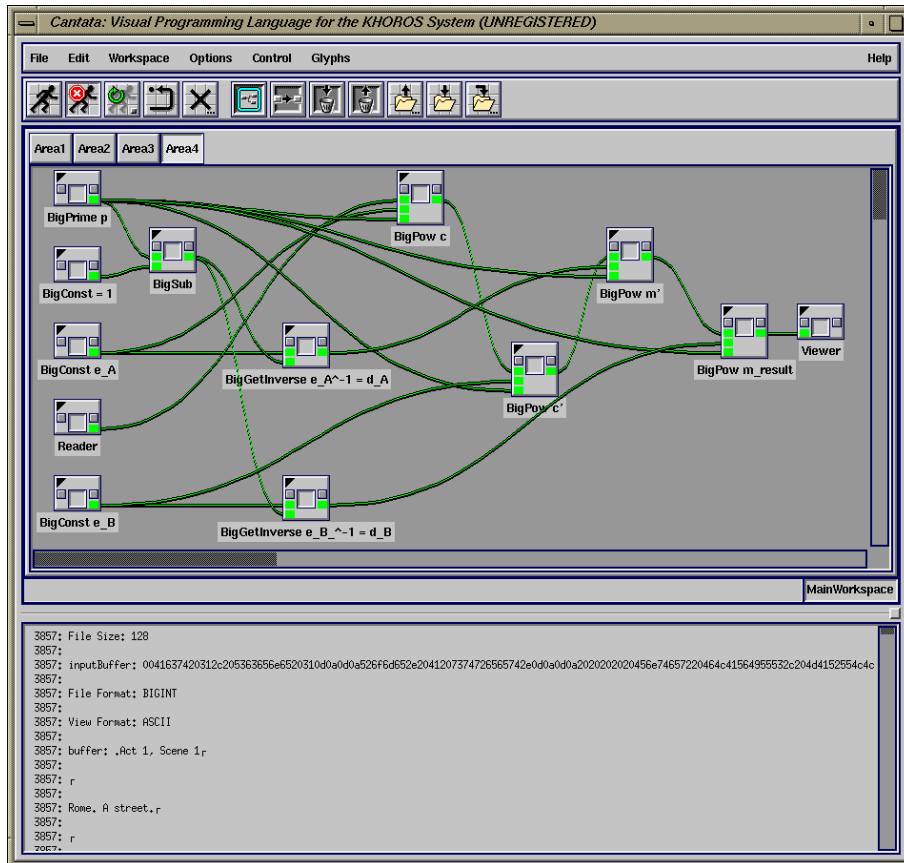 Cantata: Visual Programming Language for the KHOROS System (UNREGISTERED)
File Edit Workspace Options Control Glyphs Help
Area1 Area2 Area3 Area4
BigPrime p
BigPow c
BigConst = 1
BigSub
BigPow m'
BigConst e_A
BigGetInverse e_A^-1 = d_A
BigPow m_result
Viewer
BigPow c'
Reader
BigConst e_B
BigGetInverse e_B_^-1 = d_B
MainWorkspace
3857: File Size: 128
3857:
3857: inputBuffer: 0041637420312c205363656e6520310d0a0d0a526f6d652e2041207374726565742e0d0a0d0a2020202020456e74657220464c41564955532c204d4152554c4c
3857:
3857: File Format: BIGINT
3857:
3857: View Format: ASCII
3857:
3857: buffer: .Act 1, Scene 1┌
3857:
3857: ┌
3857:
3857: Rome. A street.┌
3857:
3857: ┌
3857: